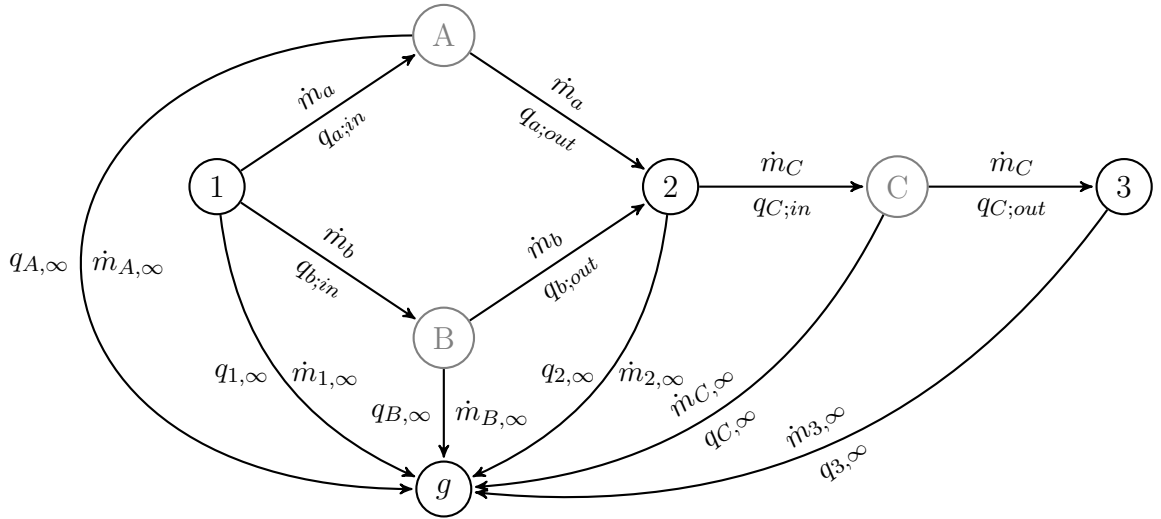 A
ṁ_a
q_{a;in}
ṁ_a
q_{a;out}
1
2
ṁ_C
q_{C;in}
C
ṁ_C
q_{C;out}
3
ṁ_b
q_{b;in}
ṁ_b
q_{b;out}
q_{A,∞} ṁ_{A,∞}
B
q_{1,∞} ṁ_{1,∞}
q_{B,∞} ṁ_{B,∞}
q_{2,∞} ṁ_{2,∞}
ṁ_{C,∞}
q_{C,∞}
ṁ_{3,∞}
q_{3,∞}
g